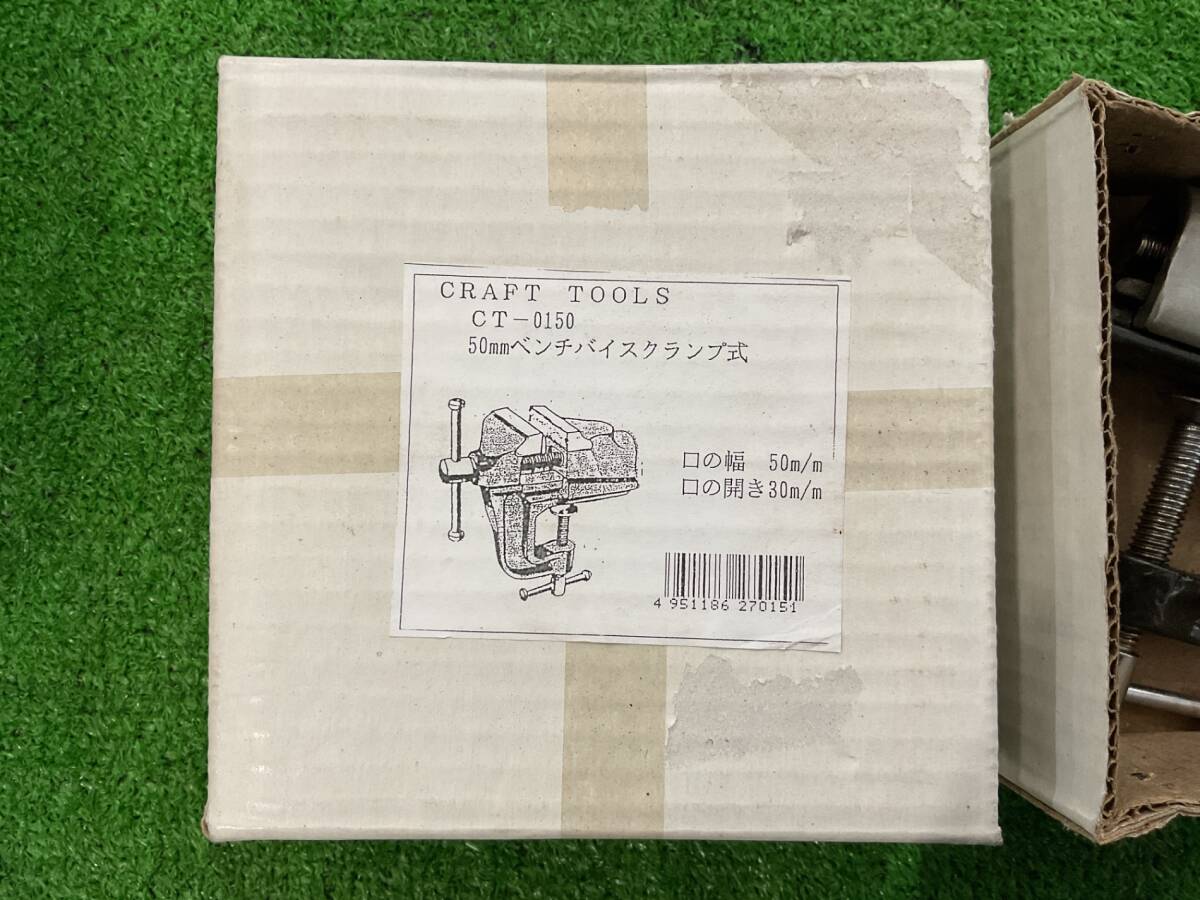 CRAFT TOOLS
CT-0150
50mmベンチバイスクランプ式
口の幅 50m/m
口の開き30m/m
4 951186 270151